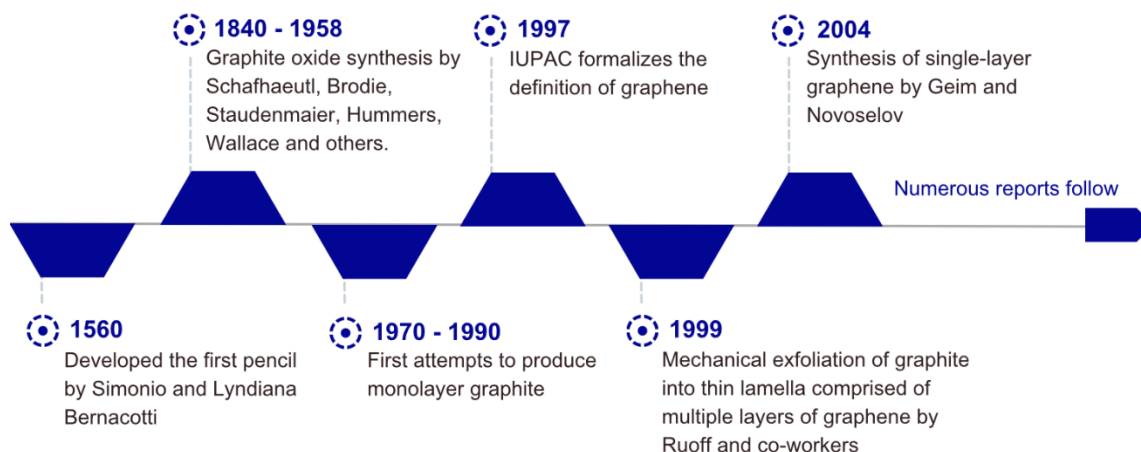 1840 - 1958
Graphite oxide synthesis by
Schafhaeutl, Brodie,
Staudenmaier, Hummers,
Wallace and others.
1997
IUPAC formalizes the
definition of graphene
2004
Synthesis of single-layer
graphene by Geim and
Novoselov
Numerous reports follow
1560
Developed the first pencil
by Simonio and Lyndiana
Bernacotti
1970 - 1990
First attempts to produce
monolayer graphite
1999
Mechanical exfoliation of graphite
into thin lamella comprised of
multiple layers of graphene by
Ruoff and co-workers